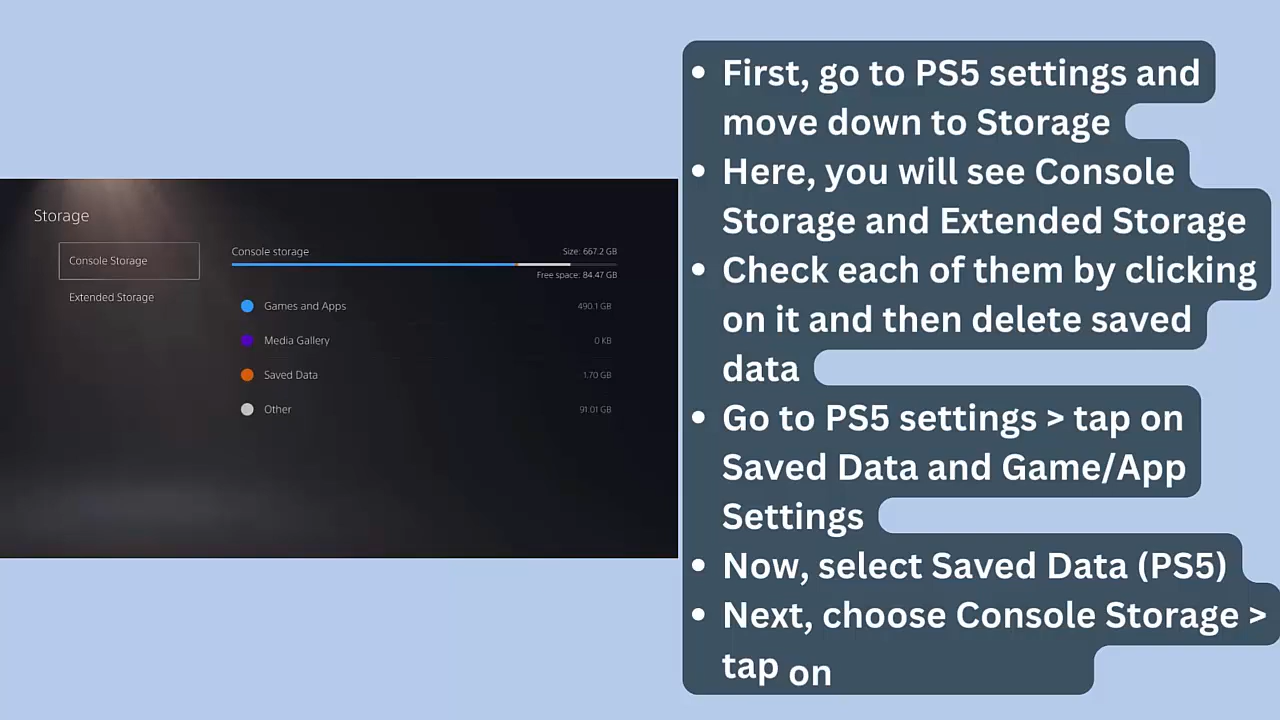 Storage
Console Storage
Extended Storage
Console storage
Size: 667.2 GB
Free space: 84.47 GB
Games and Apps 490.1 GB
Media Gallery 0 KB
Saved Data 1.70 GB
Other 91.01 GB
• First, go to PS5 settings and
move down to Storage
• Here, you will see Console
Storage and Extended Storage
• Check each of them by clicking
on it and then delete saved
data
• Go to PS5 settings > tap on
Saved Data and Game/App
Settings
• Now, select Saved Data (PS5)
• Next, choose Console Storage >
tap on